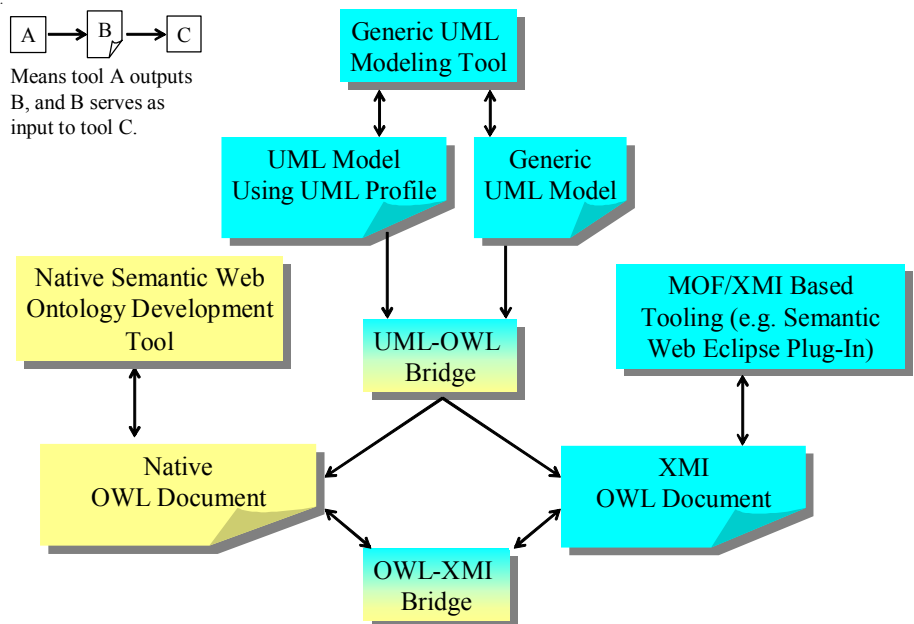 A
B
C
Means tool A outputs
B, and B serves as
input to tool C.
Generic UML
Modeling Tool
UML Model
Using UML Profile
Generic
UML Model
Native Semantic Web
Ontology Development
Tool
UML-OWL
Bridge
MOF/XMI Based
Tooling (e.g. Semantic
Web Eclipse Plug-In)
Native
OWL Document
XMI
OWL Document
OWL-XMI
Bridge